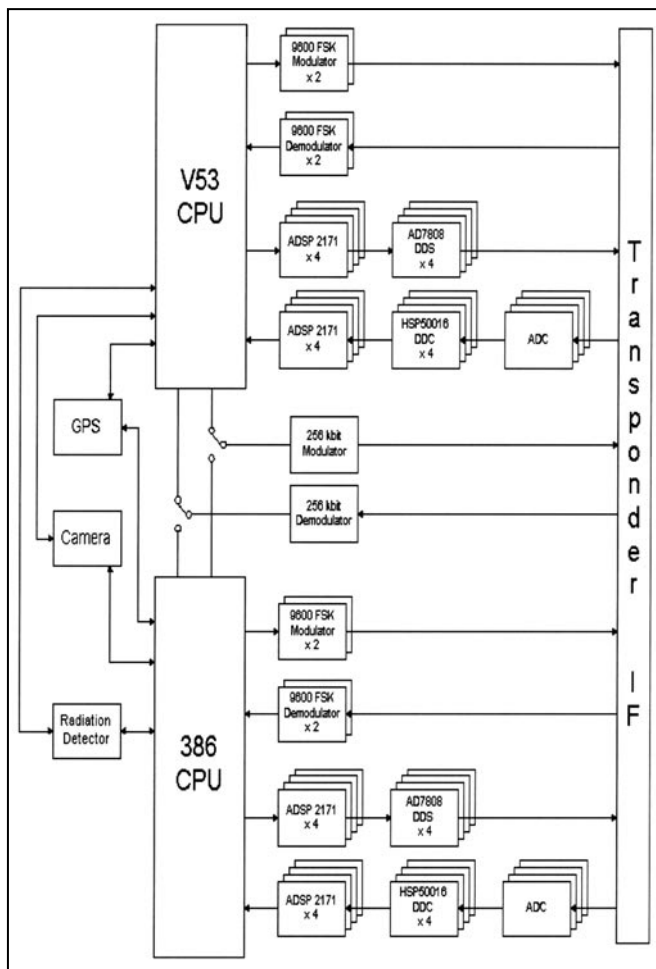 9600 FSK
Modulator
x 2
9600 FSK
Demodulator
x 2
V53
CPU
ADSP 2171
x 4
AD7808
DDS
x 4
ADSP 2171
x 4
HSP50016
DDC
x 4
ADC
GPS
256 kbit
Modulator
256 kbit
Demodulator
Camera
9600 FSK
Modulator
x 2
9600 FSK
Demodulator
x 2
Radiation
Detector
386
CPU
ADSP 2171
x 4
AD7808
DDS
x 4
ADSP 2171
x 4
HSP50016
DDC
x 4
ADC
Transponder IF